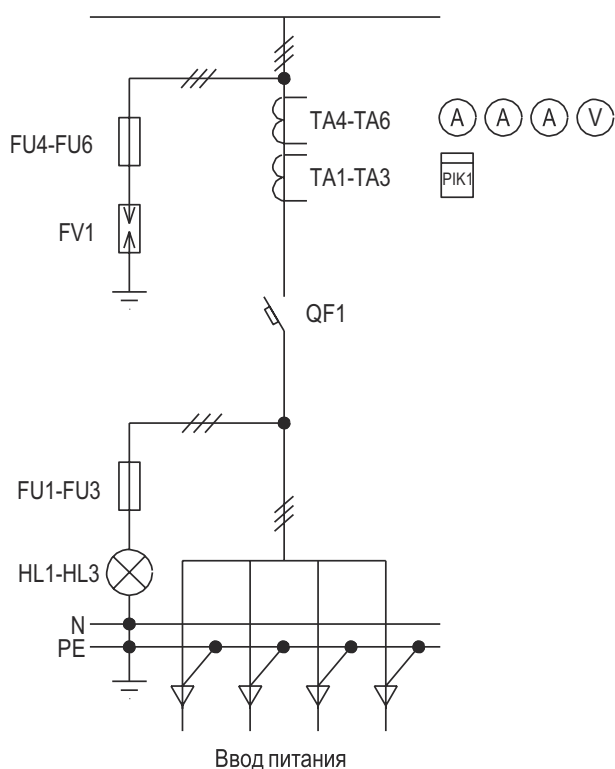 TA4-TA6
A A A V
FU4-FU6
TA1-TA3
PIK1
FV1
QF1
FU1-FU3
HL1-HL3
N
PE
Ввод питания